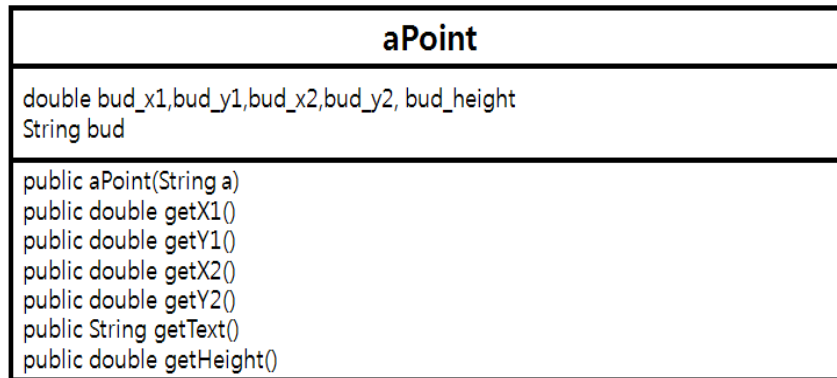 aPoint
double bud_x1,bud_y1,bud_x2,bud_y2, bud_height
String bud
public aPoint(String a)
public double getX1()
public double getY1()
public double getX2()
public double getY2()
public String getText()
public double getHeight()